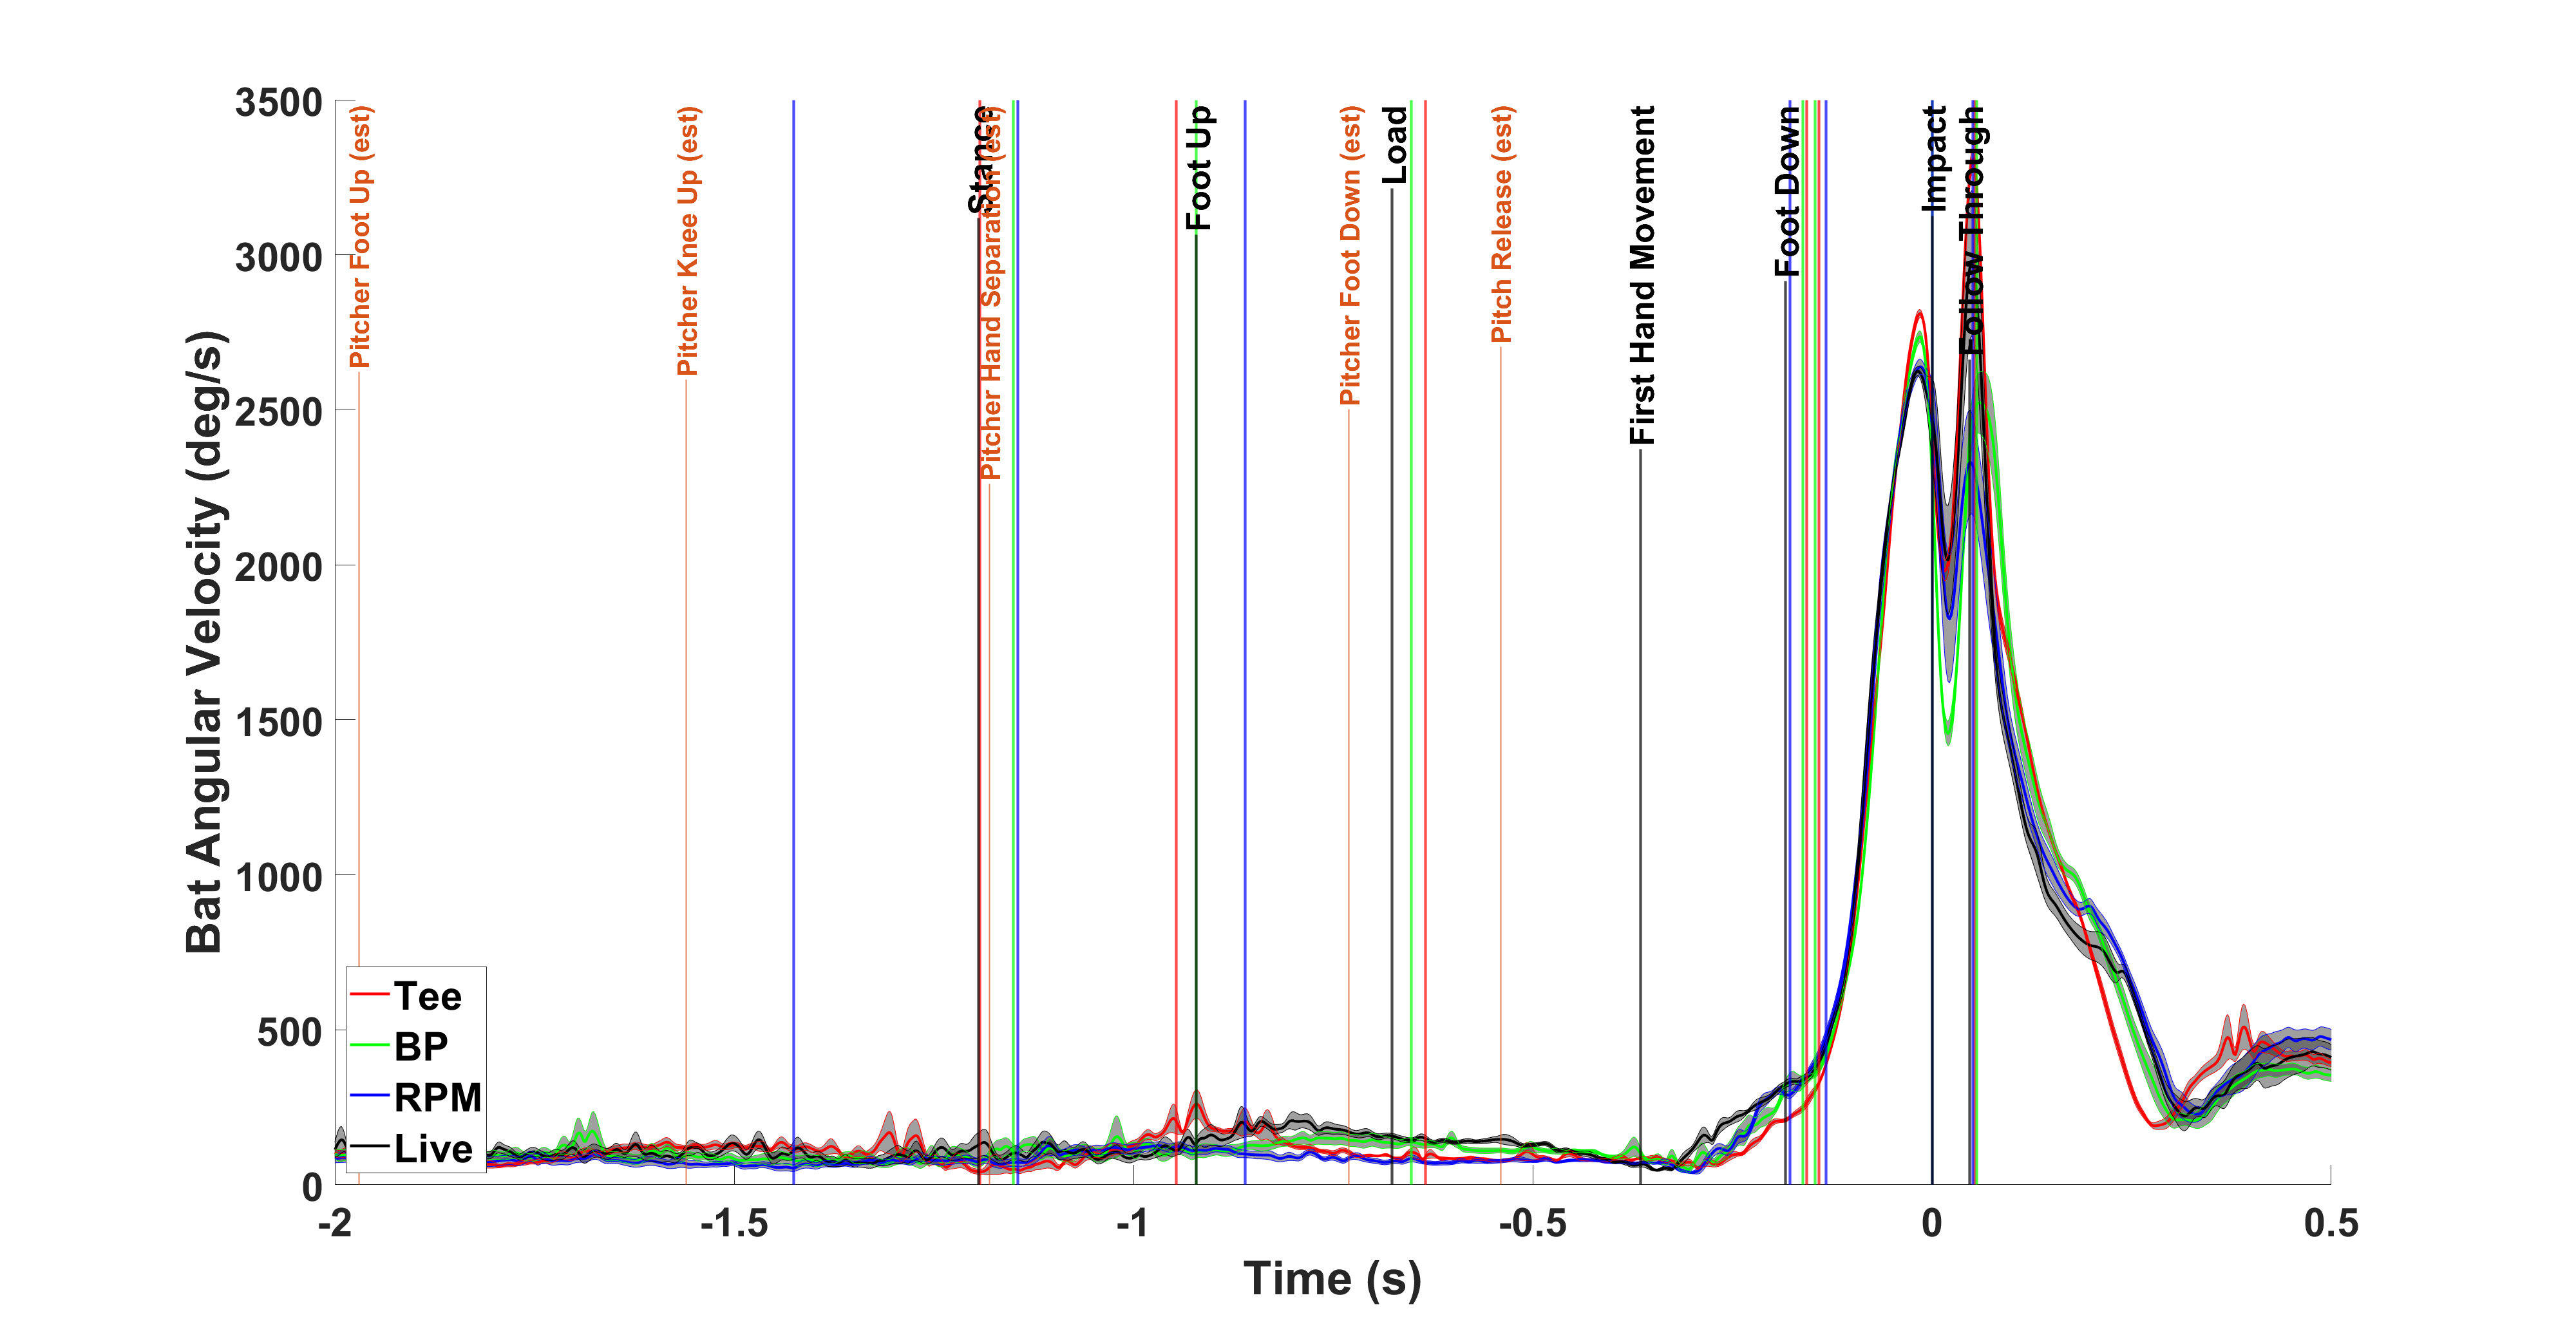 Bat Angular Velocity (deg/s)
3500
3000
2500
2000
1500
1000
500
0
Pitcher Foot Up (est)
Pitcher Knee Up (est)
Stance
Pitcher Hand Separation (est)
Foot Up
Pitcher Foot Down (est)
Load
Pitch Release (est)
First Hand Movement
Foot Down
Impact
Follow Through
Tee
BP
RPM
Live
-2
-1.5
-1
-0.5
0
0.5
Time (s)